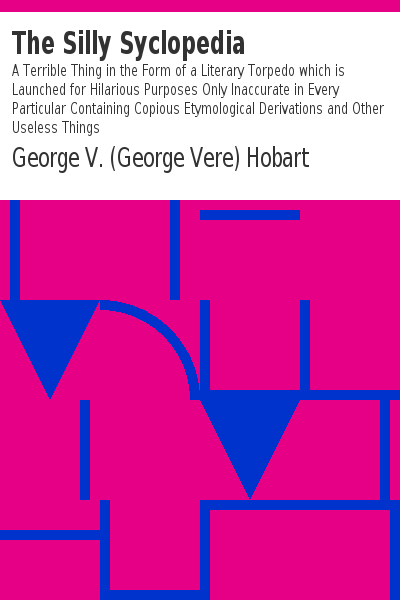 The Silly Syclopedia
A Terrible Thing in the Form of a Literary Torpedo which is
Launched for Hilarious Purposes Only Inaccurate in Every
Particular Containing Copious Etymological Derivations and Other
Useless Things
George V. (George Vere) Hobart